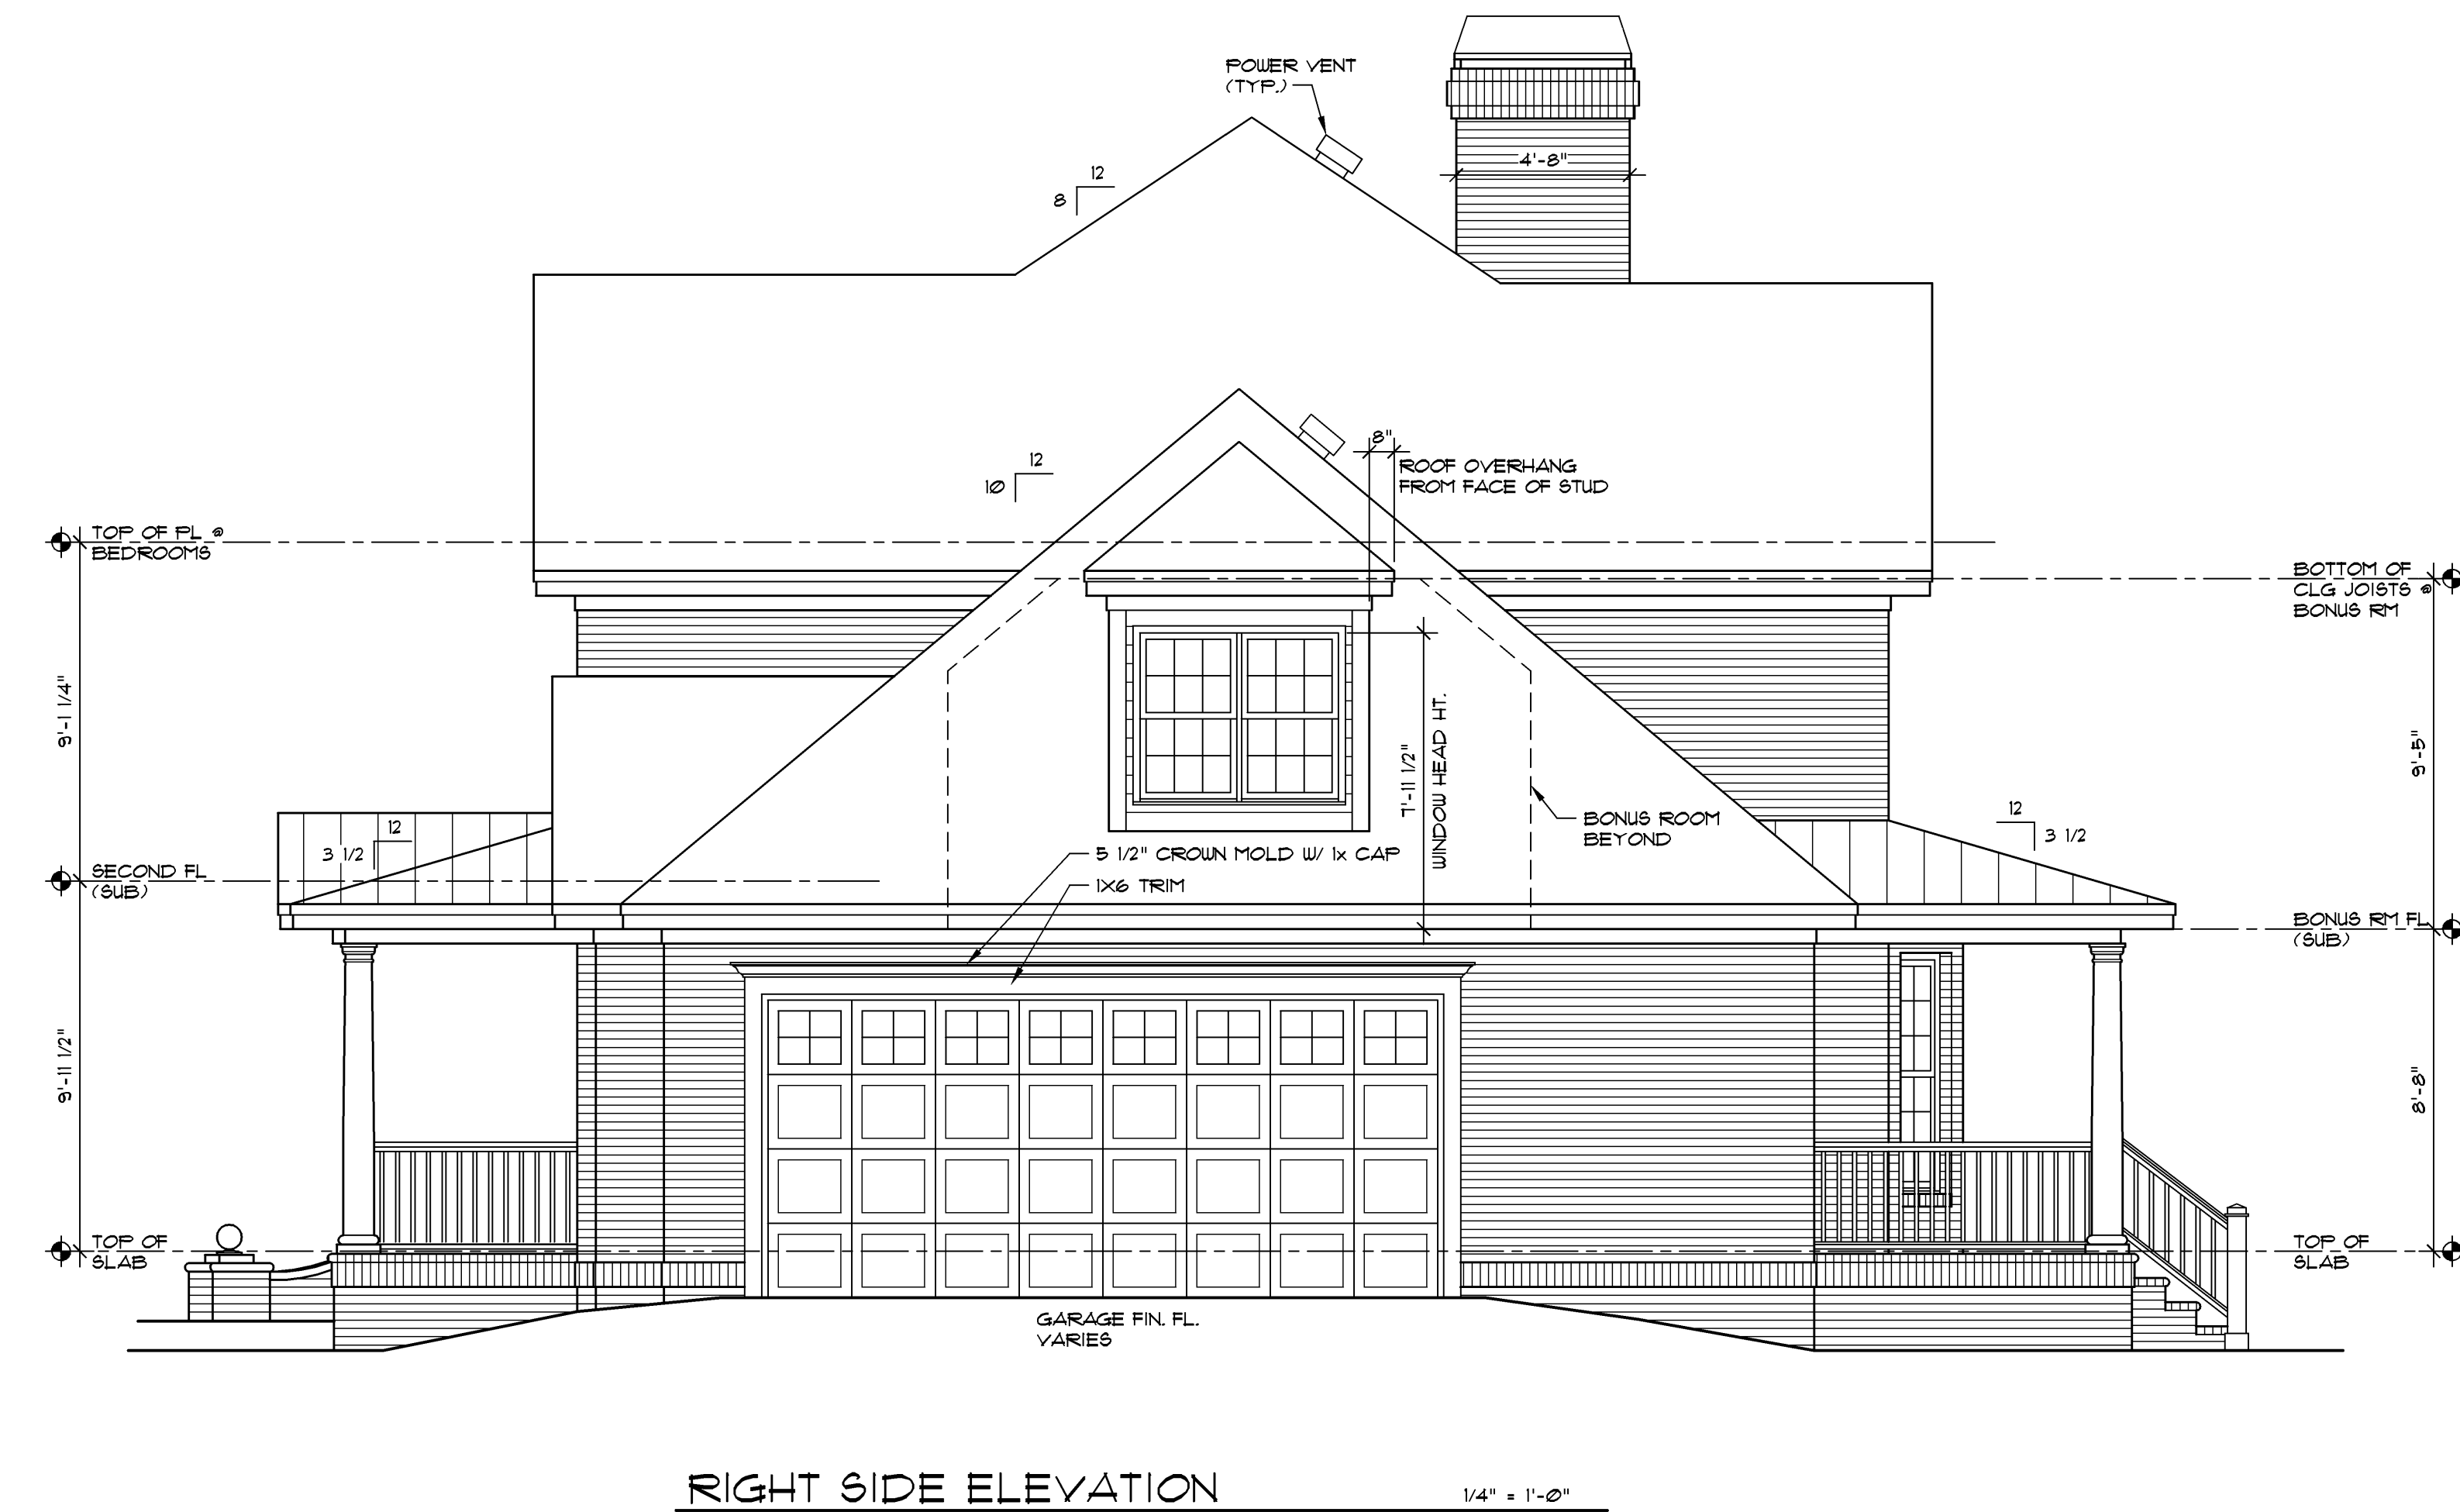 POWER VENT
(TYP.)
4'-8"
12
8
8"
12
10
ROOF OVERHANG
FROM FACE OF STUD
TOP OF PL @
BEDROOMS
BOTTOM OF
CLG JOISTS @
BONUS RM
9'-1 1/4"
7'-11 1/2"
WINDOW HEAD HT.
9'-5"
12
3 1/2
12
3 1/2
BONUS ROOM
BEYOND
5 1/2" CROWN MOLD W/ 1x CAP
1X6 TRIM
SECOND FL
(SUB)
BONUS RM FL
(SUB)
9'-11 1/2"
8'-8"
TOP OF
SLAB
TOP OF
SLAB
GARAGE FIN. FL.
VARIES
RIGHT SIDE ELEVATION
1/4" = 1'-0"